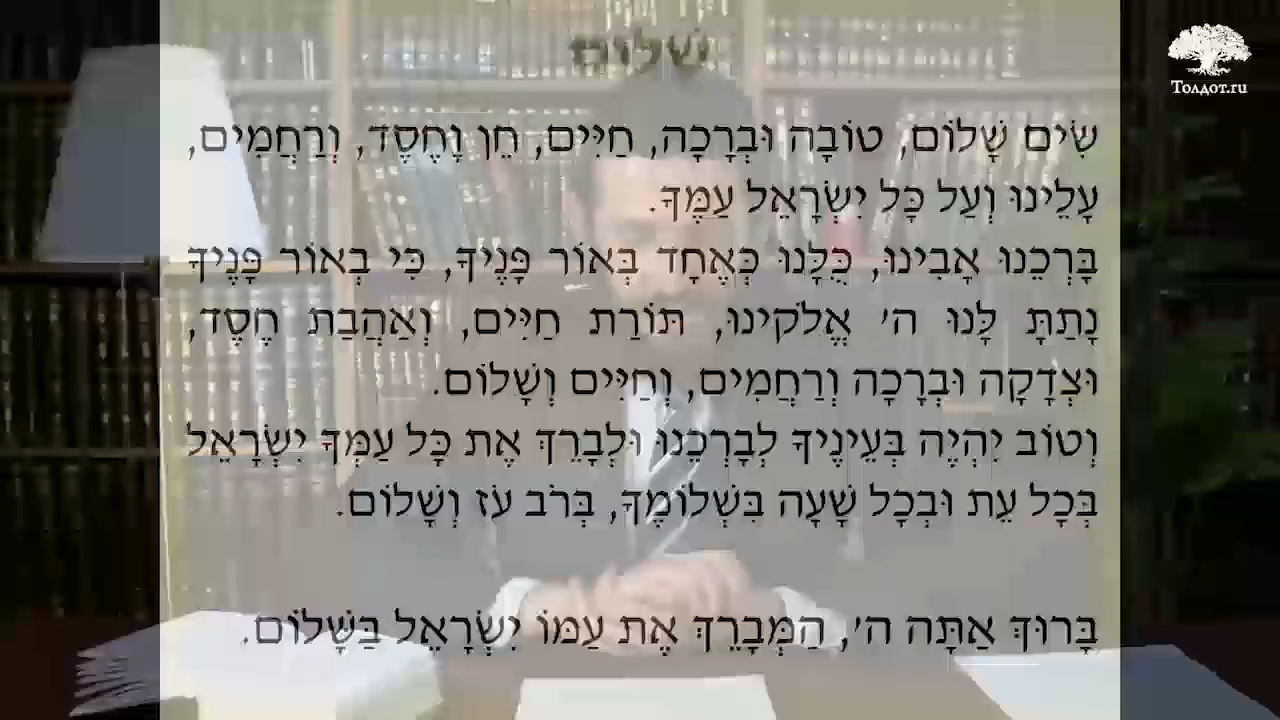 שלום
שִׂים שָׁלוֹם, טוֹבָה וּבְרָכָה, חַיִּים, חֵן וָחֶסֶד, וְרַחֲמִים,
עָלֵינוּ וְעַל כָּל יִשְׂרָאֵל עַמֶּךָ.
בָּרְכֵנוּ אָבִינוּ, כֻּלָּנוּ כְּאֶחָד בְּאוֹר פָּנֶיךָ, כִּי בְאוֹר פָּנֶיךָ
נָתַתָּ לָּנוּ ה' אֱלֹקֵינוּ, תּוֹרַת חַיִּים, וְאַהֲבַת חֶסֶד,
וּצְדָקָה וּבְרָכָה וְרַחֲמִים, וְחַיִּים וְשָׁלוֹם.
וְטוֹב יִהְיֶה בְּעֵינֶיךָ לְבָרְכֵנוּ וּלְבָרֵךְ אֶת כָּל עַמְּךָ יִשְׂרָאֵל
בְּכָל עֵת וּבְכָל שָׁעָה בִּשְׁלוֹמֶךָ, בְּרֹב עֹז וְשָׁלוֹם.
בָּרוּךְ אַתָּה ה', הַמְּבָרֵךְ אֶת עַמּוֹ יִשְׂרָאֵל בַּשָּׁלוֹם.
Толдот.ru